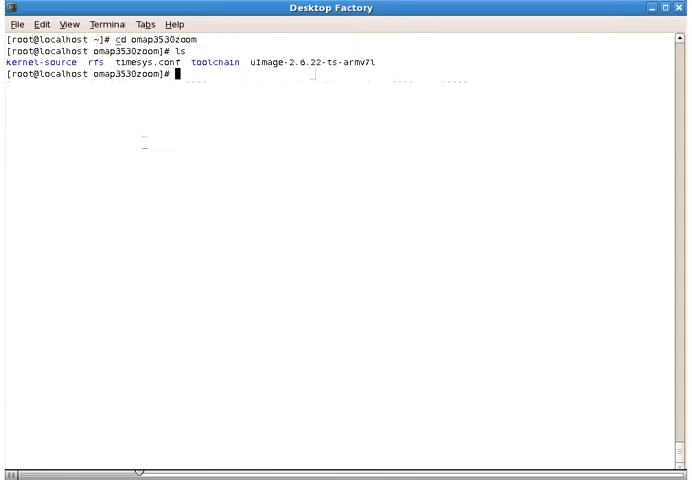 Desktop Factory
File Edit View Terminal Tabs Help
[root@localhost ~]# cd omap3530zoom
[root@localhost omap3530zoom]# ls
kernel-source rfs timesys.conf toolchain uImage-2.6.22-ts-armv7l
[root@localhost omap3530zoom]#